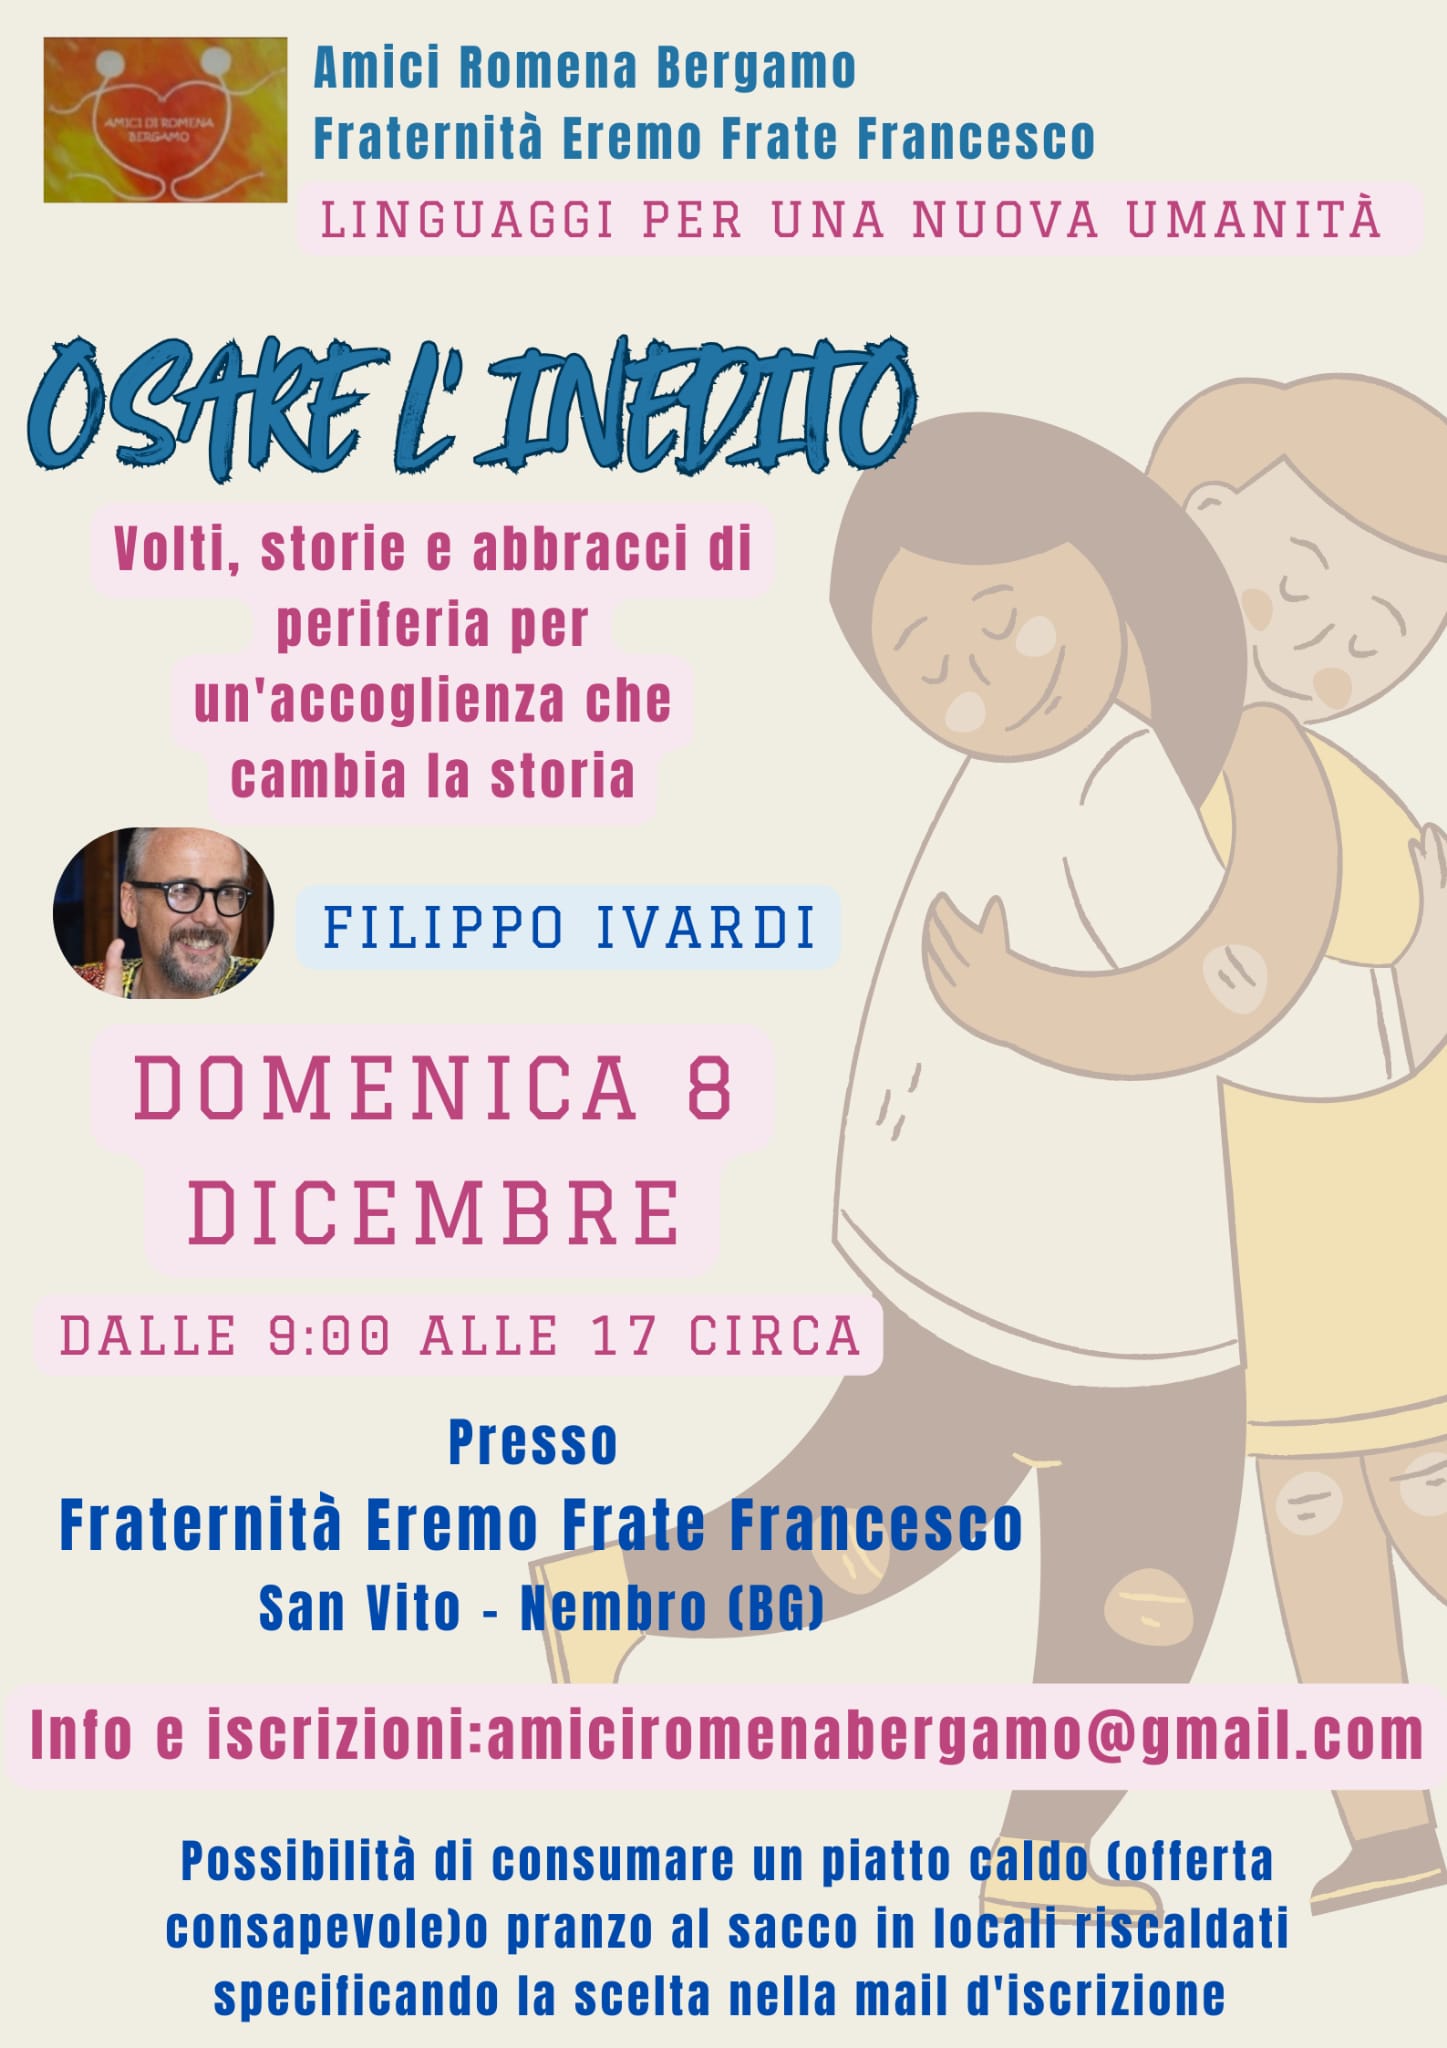 AMICI DI ROMENA
BERGAMO
Amici Romena Bergamo
Fraternità Eremo Frate Francesco
LINGUAGGI PER UNA NUOVA UMANITÀ
OSARE L' INEDITO
Volti, storie e abbracci di
periferia per
un'accoglienza che
cambia la storia
FILIPPO IVARDI
DOMENICA 8
DICEMBRE
DALLE 9:00 ALLE 17 CIRCA
Presso
Fraternità Eremo Frate Francesco
San Vito - Nembro (BG)
Info e iscrizioni:amiciromenabergamo@gmail.com
Possibilità di consumare un piatto caldo (offerta
consapevole)o pranzo al sacco in locali riscaldati
specificando la scelta nella mail d'iscrizione